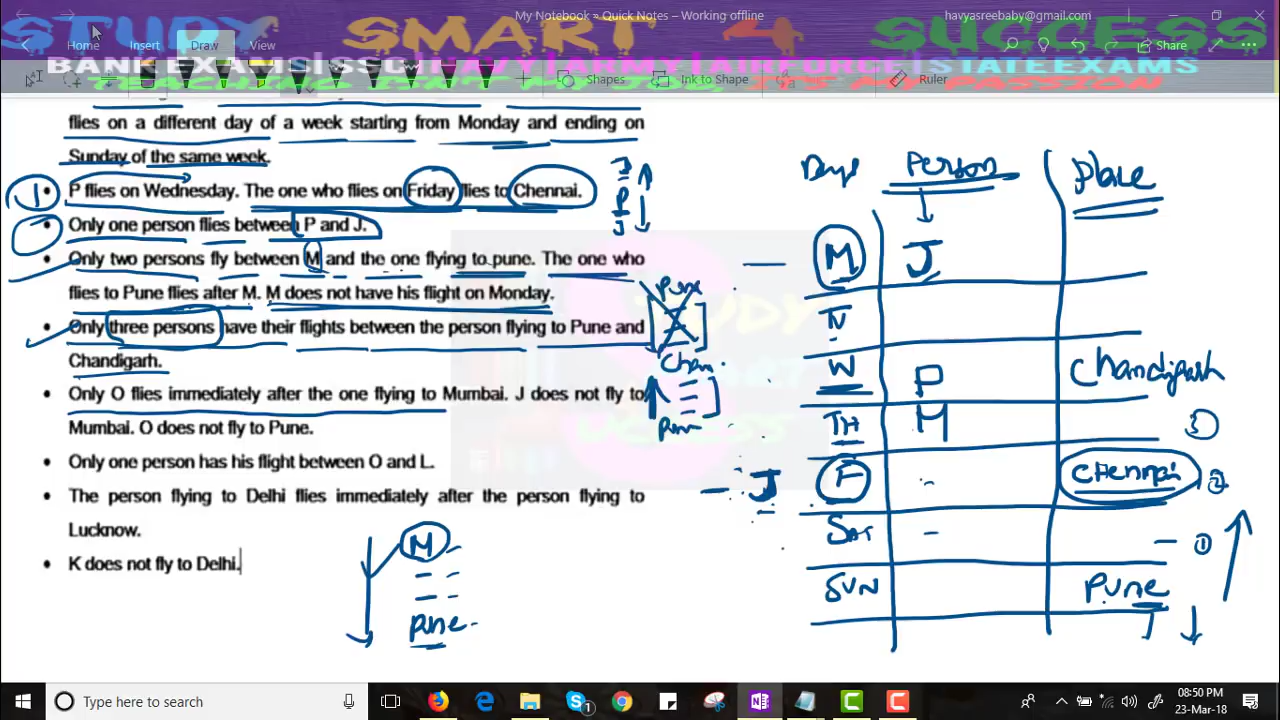 STUDY SMART 4 SUCCESS
My Notebook » Quick Notes – Working offline
havyasreebaby@gmail.com
Home Insert Draw View
Share
BANK EXAMS|SSC|NAVY|ARMY|AIRFORCE|STATEEXAMS
Shapes Ink to Shape Ruler
flies on a different day of a week starting from Monday and ending on
Sunday of the same week.
• P flies on Wednesday. The one who flies on Friday flies to Chennai.
• Only one person flies between P and J.
• Only two persons fly between M and the one flying to pune. The one who
flies to Pune flies after M. M does not have his flight on Monday.
• Only three persons have their flights between the person flying to Pune and
Chandigarh.
• Only O flies immediately after the one flying to Mumbai. J does not fly to
Mumbai. O does not fly to Pune.
• Only one person has his flight between O and L.
• The person flying to Delhi flies immediately after the person flying to
Lucknow.
• K does not fly to Delhi.
J
P
J
Pune
Chan.
Pune
M
Pune
Days Person Place
M J
T
W P Chandigarh
TH M 3
J F Chennai 2
Sat 1
SUN Pune
Type here to search
08:50 PM
23-Mar-18